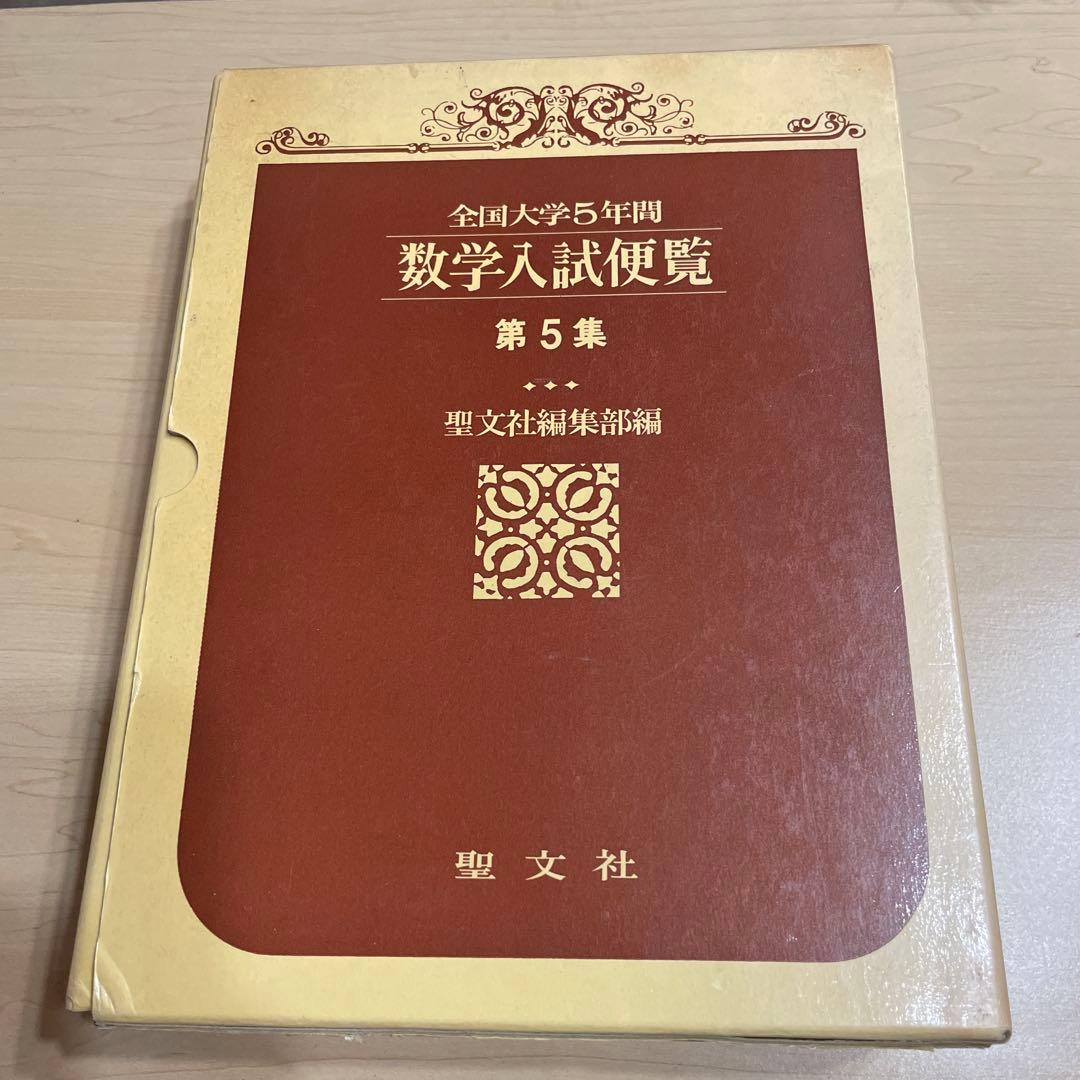 全国大学5年間
数学入試便覧
第5集
聖文社編集部編
聖文社